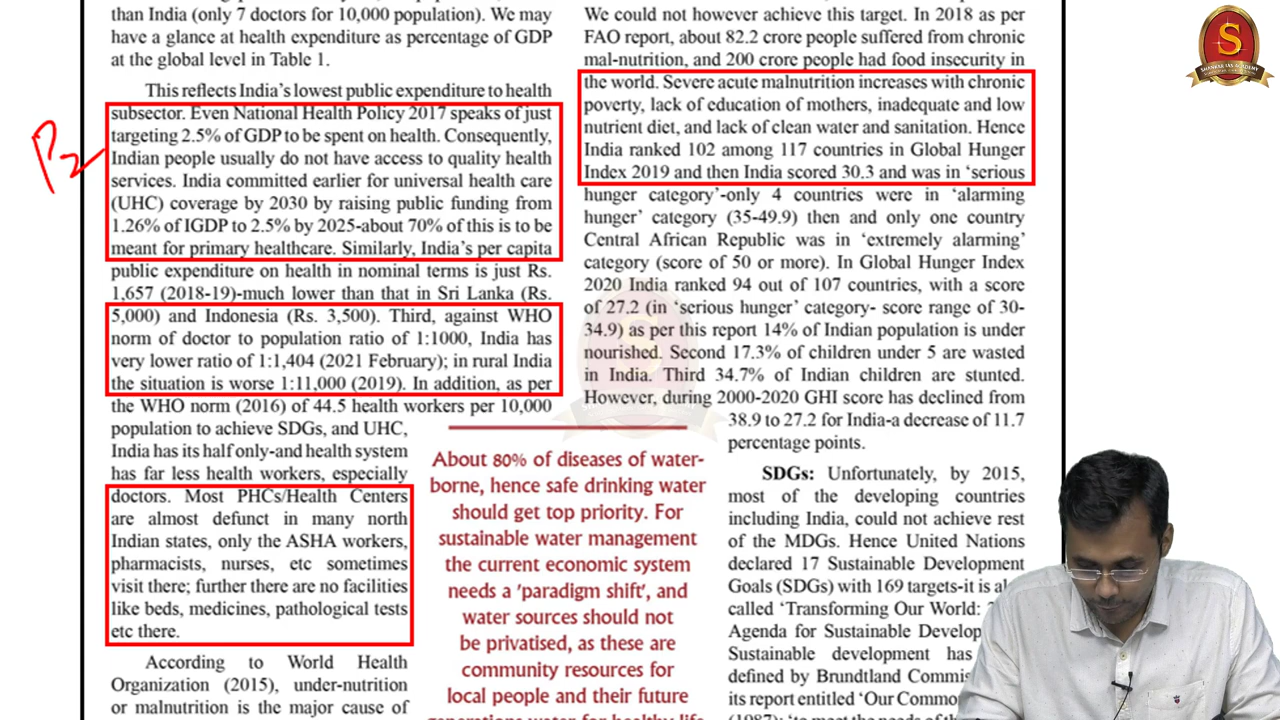 than India (only 7 doctors for 10,000 population). We may
have a glance at health expenditure as percentage of GDP
at the global level in Table 1.
This reflects India's lowest public expenditure to health
subsector. Even National Health Policy 2017 speaks of just
targeting 2.5% of GDP to be spent on health. Consequently,
Indian people usually do not have access to quality health
services. India committed earlier for universal health care
(UHC) coverage by 2030 by raising public funding from
1.26% of IGDP to 2.5% by 2025-about 70% of this is to be
meant for primary healthcare. Similarly, India's per capita
public expenditure on health in nominal terms is just Rs.
1,657 (2018-19)-much lower than that in Sri Lanka (Rs.
5,000) and Indonesia (Rs. 3,500). Third, against WHO
norm of doctor to population ratio of 1:1000, India has
very lower ratio of 1:1,404 (2021 February); in rural India
the situation is worse 1:11,000 (2019). In addition, as per
the WHO norm (2016) of 44.5 health workers per 10,000
population to achieve SDGs, and UHC,
India has its half only-and health system
has far less health workers, especially
doctors. Most PHCs/Health Centers
are almost defunct in many north
Indian states, only the ASHA workers,
pharmacists, nurses, etc sometimes
visit there; further there are no facilities
like beds, medicines, pathological tests
etc there.
According to World Health
Organization (2015), under-nutrition
or malnutrition is the major cause of
P2
About 80% of diseases of water-
borne, hence safe drinking water
should get top priority. For
sustainable water management
the current economic system
needs a 'paradigm shift', and
water sources should not
be privatised, as these are
community resources for
local people and their future
We could not however achieve this target. In 2018 as per
FAO report, about 82.2 crore people suffered from chronic
mal-nutrition, and 200 crore people had food insecurity in
the world. Severe acute malnutrition increases with chronic
poverty, lack of education of mothers, inadequate and low
nutrient diet, and lack of clean water and sanitation. Hence
India ranked 102 among 117 countries in Global Hunger
Index 2019 and then India scored 30.3 and was in 'serious
hunger category'-only 4 countries were in 'alarming
hunger' category (35-49.9) then and only one country
Central African Republic was in 'extremely alarming'
category (score of 50 or more). In Global Hunger Index
2020 India ranked 94 out of 107 countries, with a score
of 27.2 (in 'serious hunger' category- score range of 30-
34.9) as per this report 14% of Indian population is under
nourished. Second 17.3% of children under 5 are wasted
in India. Third 34.7% of Indian children are stunted.
However, during 2000-2020 GHI score has declined from
38.9 to 27.2 for India-a decrease of 11.7
percentage points.
SDGs: Unfortunately, by 2015,
most of the developing countries
including India, could not achieve rest
of the MDGs. Hence United Nations
declared 17 Sustainable Development
Goals (SDGs) with 169 targets-it is
called 'Transforming Our World:
Agenda for Sustainable
Sustainable development has
defined by Brundtland
its report entitled 'Our
S
SHANKAR IAS ACADEMY